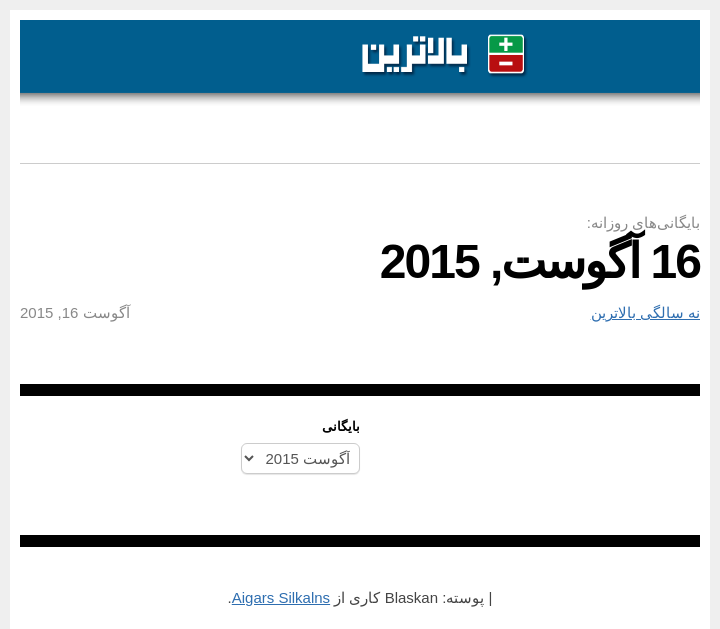 بالاترین
بایگانی‌های روزانه:
16 آگوست, 2015
نه سالگی بالاترین
آگوست 16, 2015
بایگانی
آگوست 2015
| پوسته: Blaskan کاری از Aigars Silkalns.